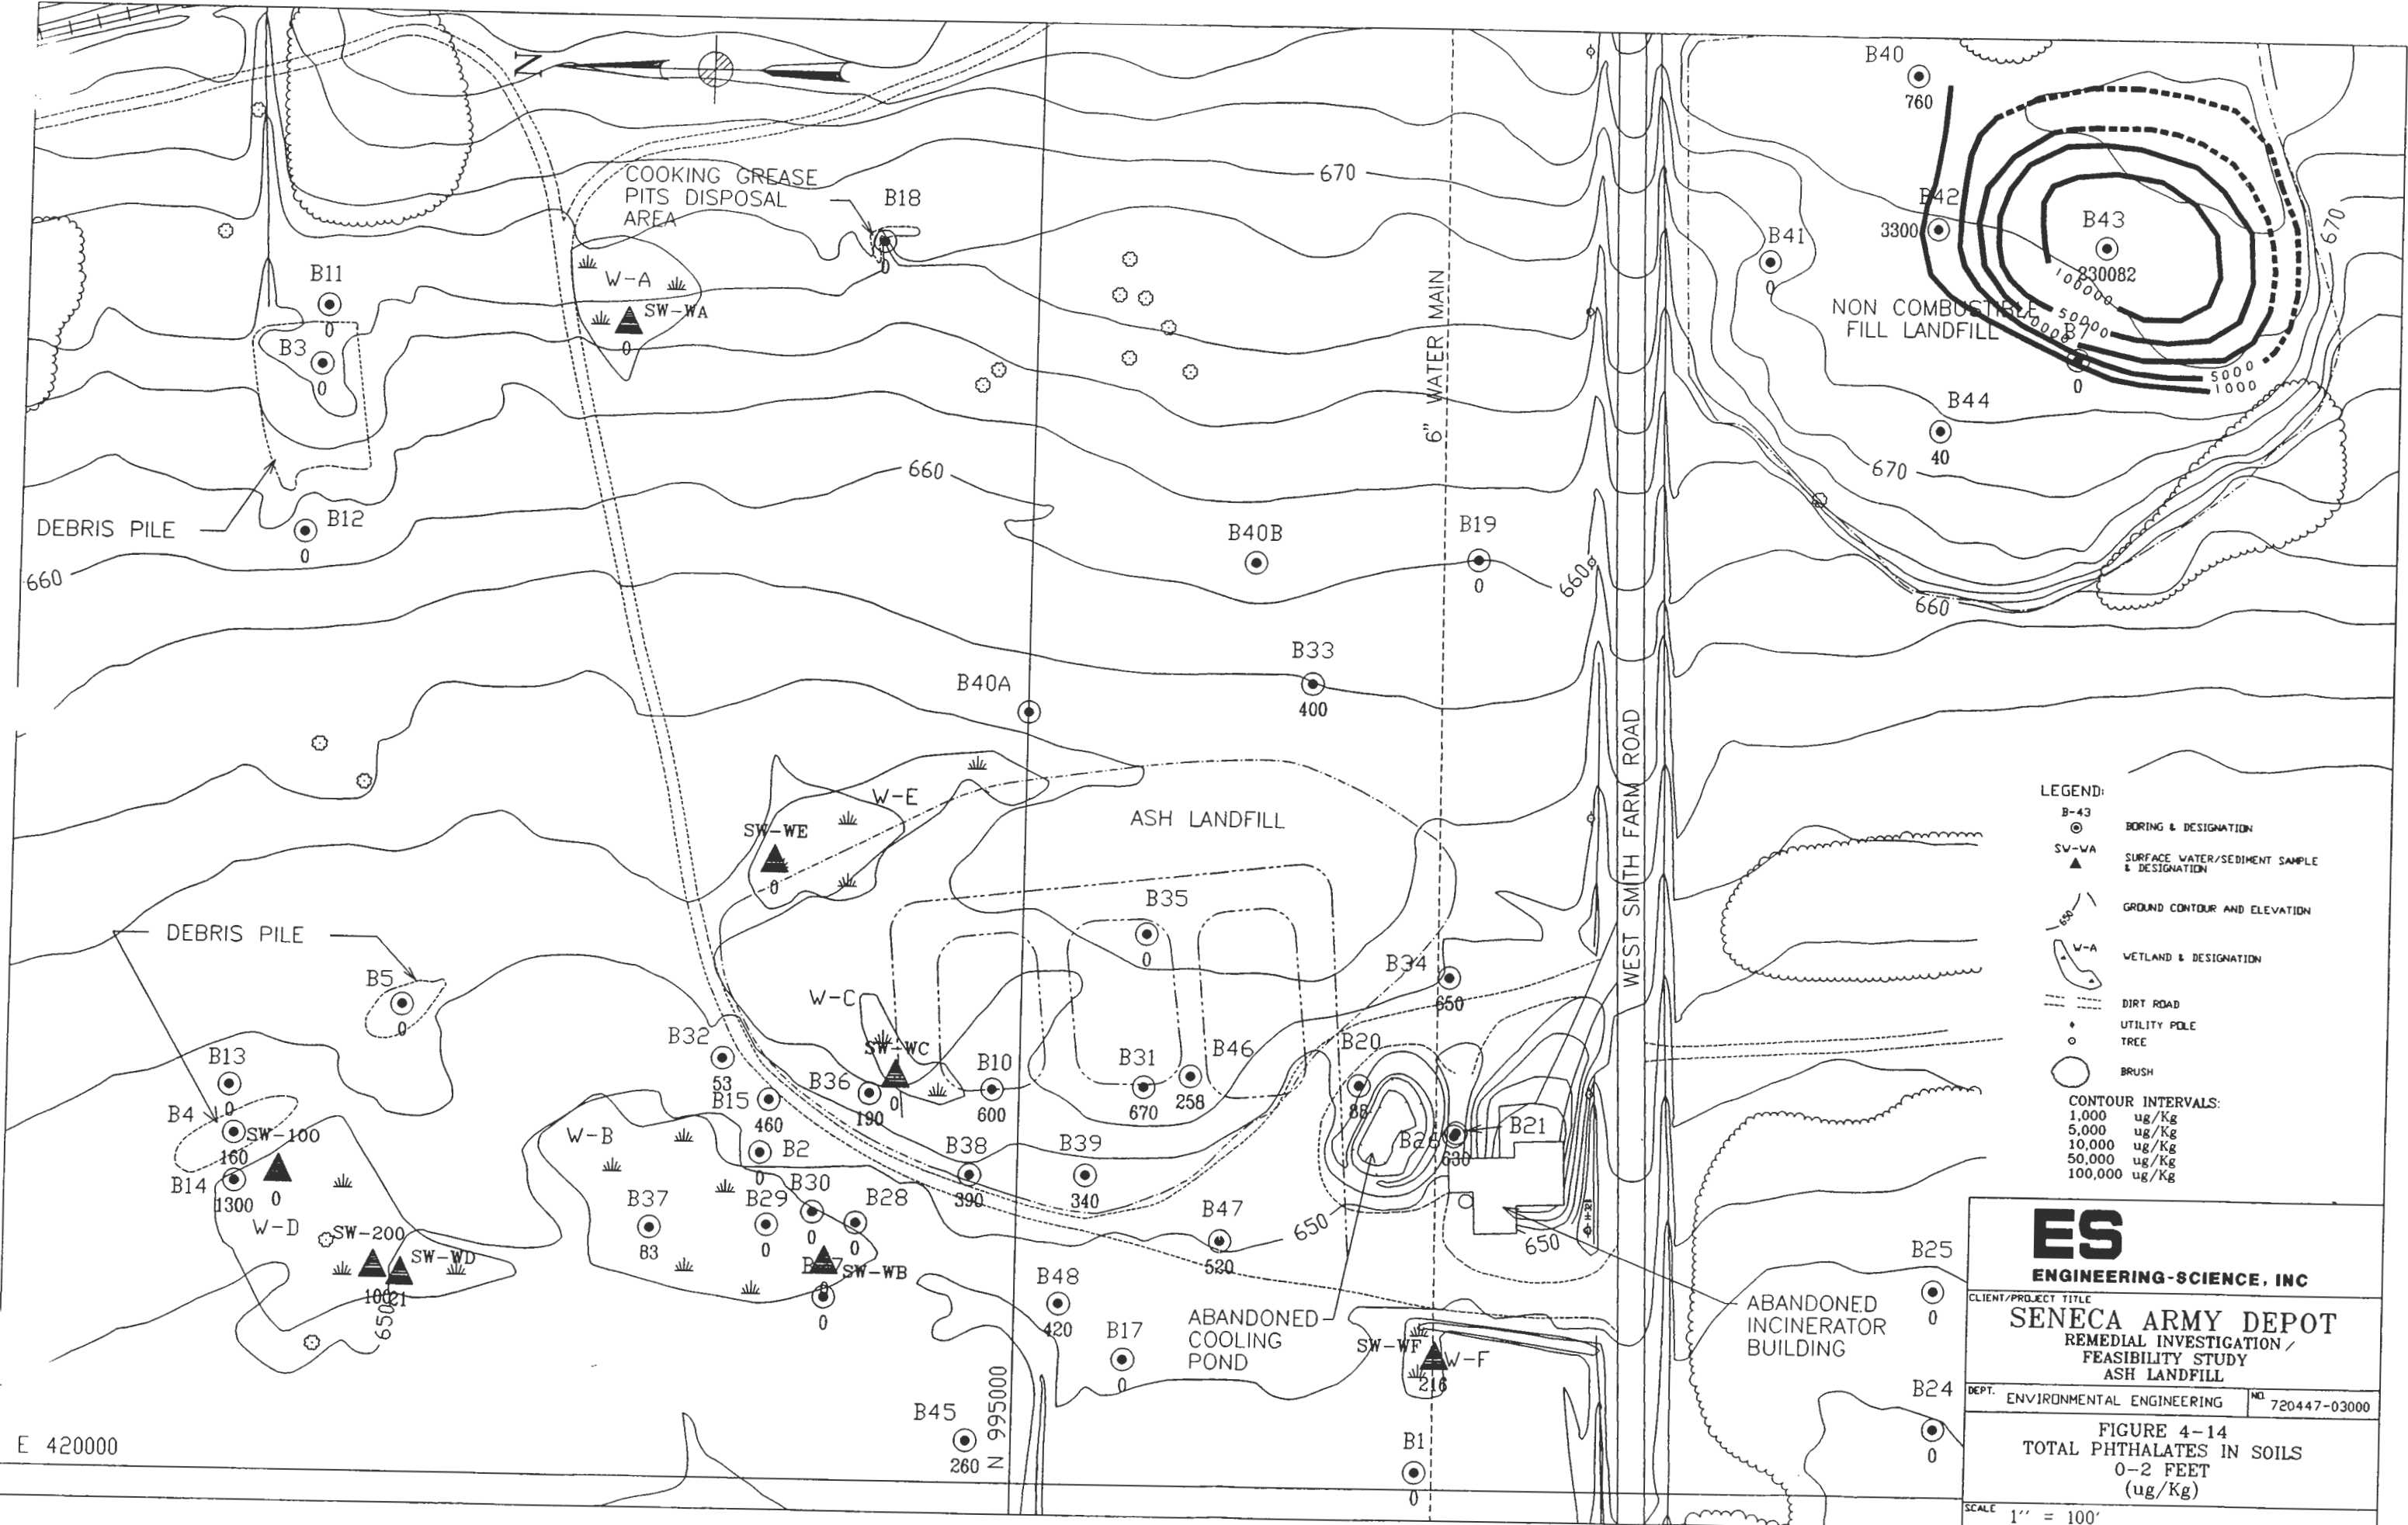 N
COOKING GREASE
PITS DISPOSAL
AREA
B18
0
670
B40
760
B42
3300
B41
0
B43
230082
100000
50000
5000
1000
670
NON COMBUSTIBLE
FILL LANDFILL
B7
0
B44
40
670
660
B11
0
B3
0
W-A
SW-WA
0
6" WATER MAIN
DEBRIS PILE
B12
0
660
660
B40B
B19
0
660
B33
400
B40A
WEST SMITH FARM ROAD
W-E
SW-WE
0
ASH LANDFILL
B35
0
DEBRIS PILE
B5
0
W-C
SW-WC
0
B34
650
B32
53
B15
460
B36
190
B10
600
B31
670
B46
258
B20
88
B13
0
B4
160
SW-100
0
B14
1300
W-D
SW-200
SW-WD
650
W-B
B2
0
B37
83
B29
0
B30
0
B28
0
SW-WB
0
0
B38
390
B39
340
B26
B21
630
B47
520
650
650
B48
420
B17
0
ABANDONED
COOLING
POND
SW-WF
W-F
216
ABANDONED
INCINERATOR
BUILDING
B25
0
B24
0
B45
260
N 995000
B1
0
E 420000
LEGEND:
B-43
BORING & DESIGNATION
SW-WA
SURFACE WATER/SEDIMENT SAMPLE
& DESIGNATION
650
GROUND CONTOUR AND ELEVATION
W-A
WETLAND & DESIGNATION
DIRT ROAD
UTILITY POLE
TREE
BRUSH
CONTOUR INTERVALS:
1,000 ug/Kg
5,000 ug/Kg
10,000 ug/Kg
50,000 ug/Kg
100,000 ug/Kg
ES
ENGINEERING-SCIENCE, INC
CLIENT/PROJECT TITLE
SENECA ARMY DEPOT
REMEDIAL INVESTIGATION /
FEASIBILITY STUDY
ASH LANDFILL
DEPT. ENVIRONMENTAL ENGINEERING
NO. 720447-03000
FIGURE 4-14
TOTAL PHTHALATES IN SOILS
0-2 FEET
(ug/Kg)
SCALE 1'' = 100'